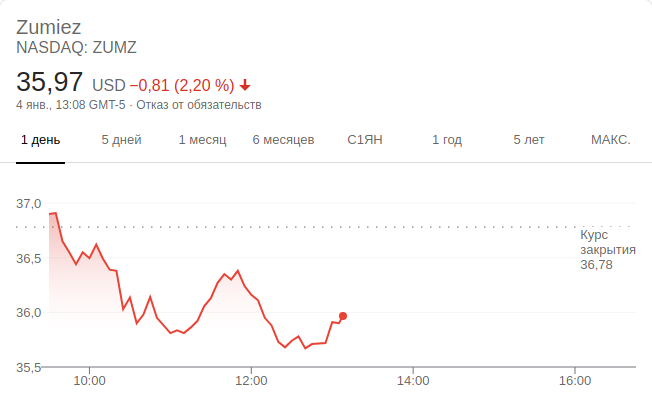 Zumiez
NASDAQ: ZUMZ
35,97 USD −0,81 (2,20 %)
4 янв., 13:08 GMT-5 · Отказ от обязательств
1 день 5 дней 1 месяц 6 месяцев С1ЯН 1 год 5 лет МАКС.
37,0
Курс
закрытия
36,5
36,78
36,0
35,5
10:00 12:00 14:00 16:00